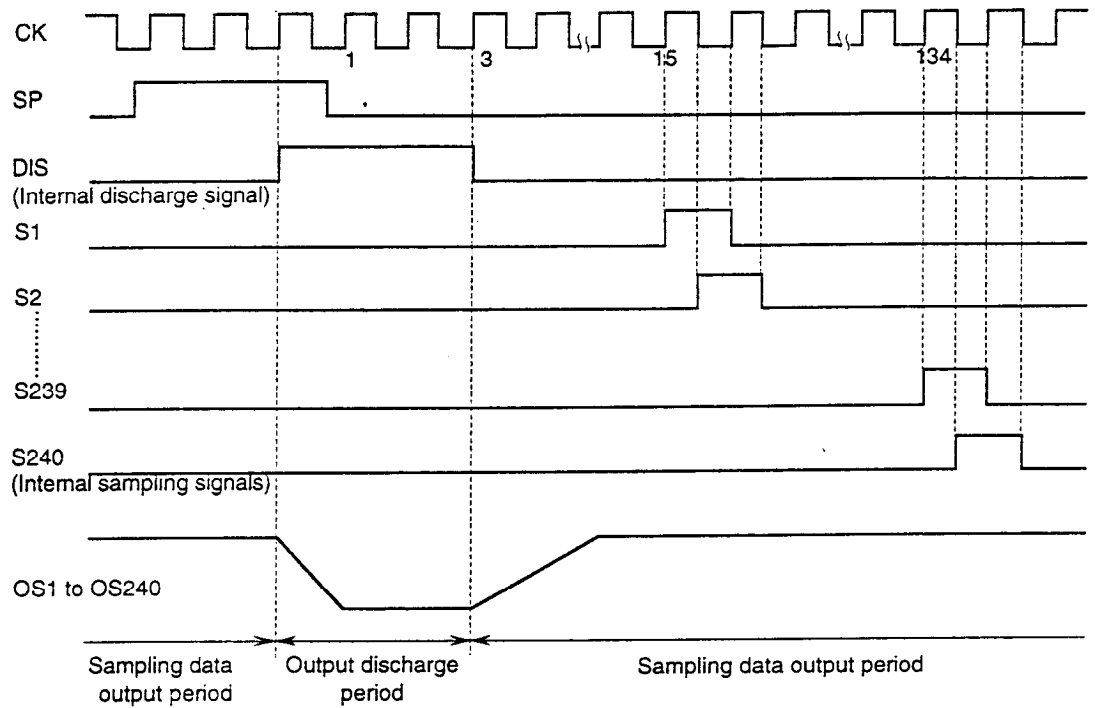 CK
1
3
15
134
SP
DIS
(Internal discharge signal)
S1
S2
S239
S240
(Internal sampling signals)
OS1 to OS240
Sampling data
output period
Output discharge
period
Sampling data output period